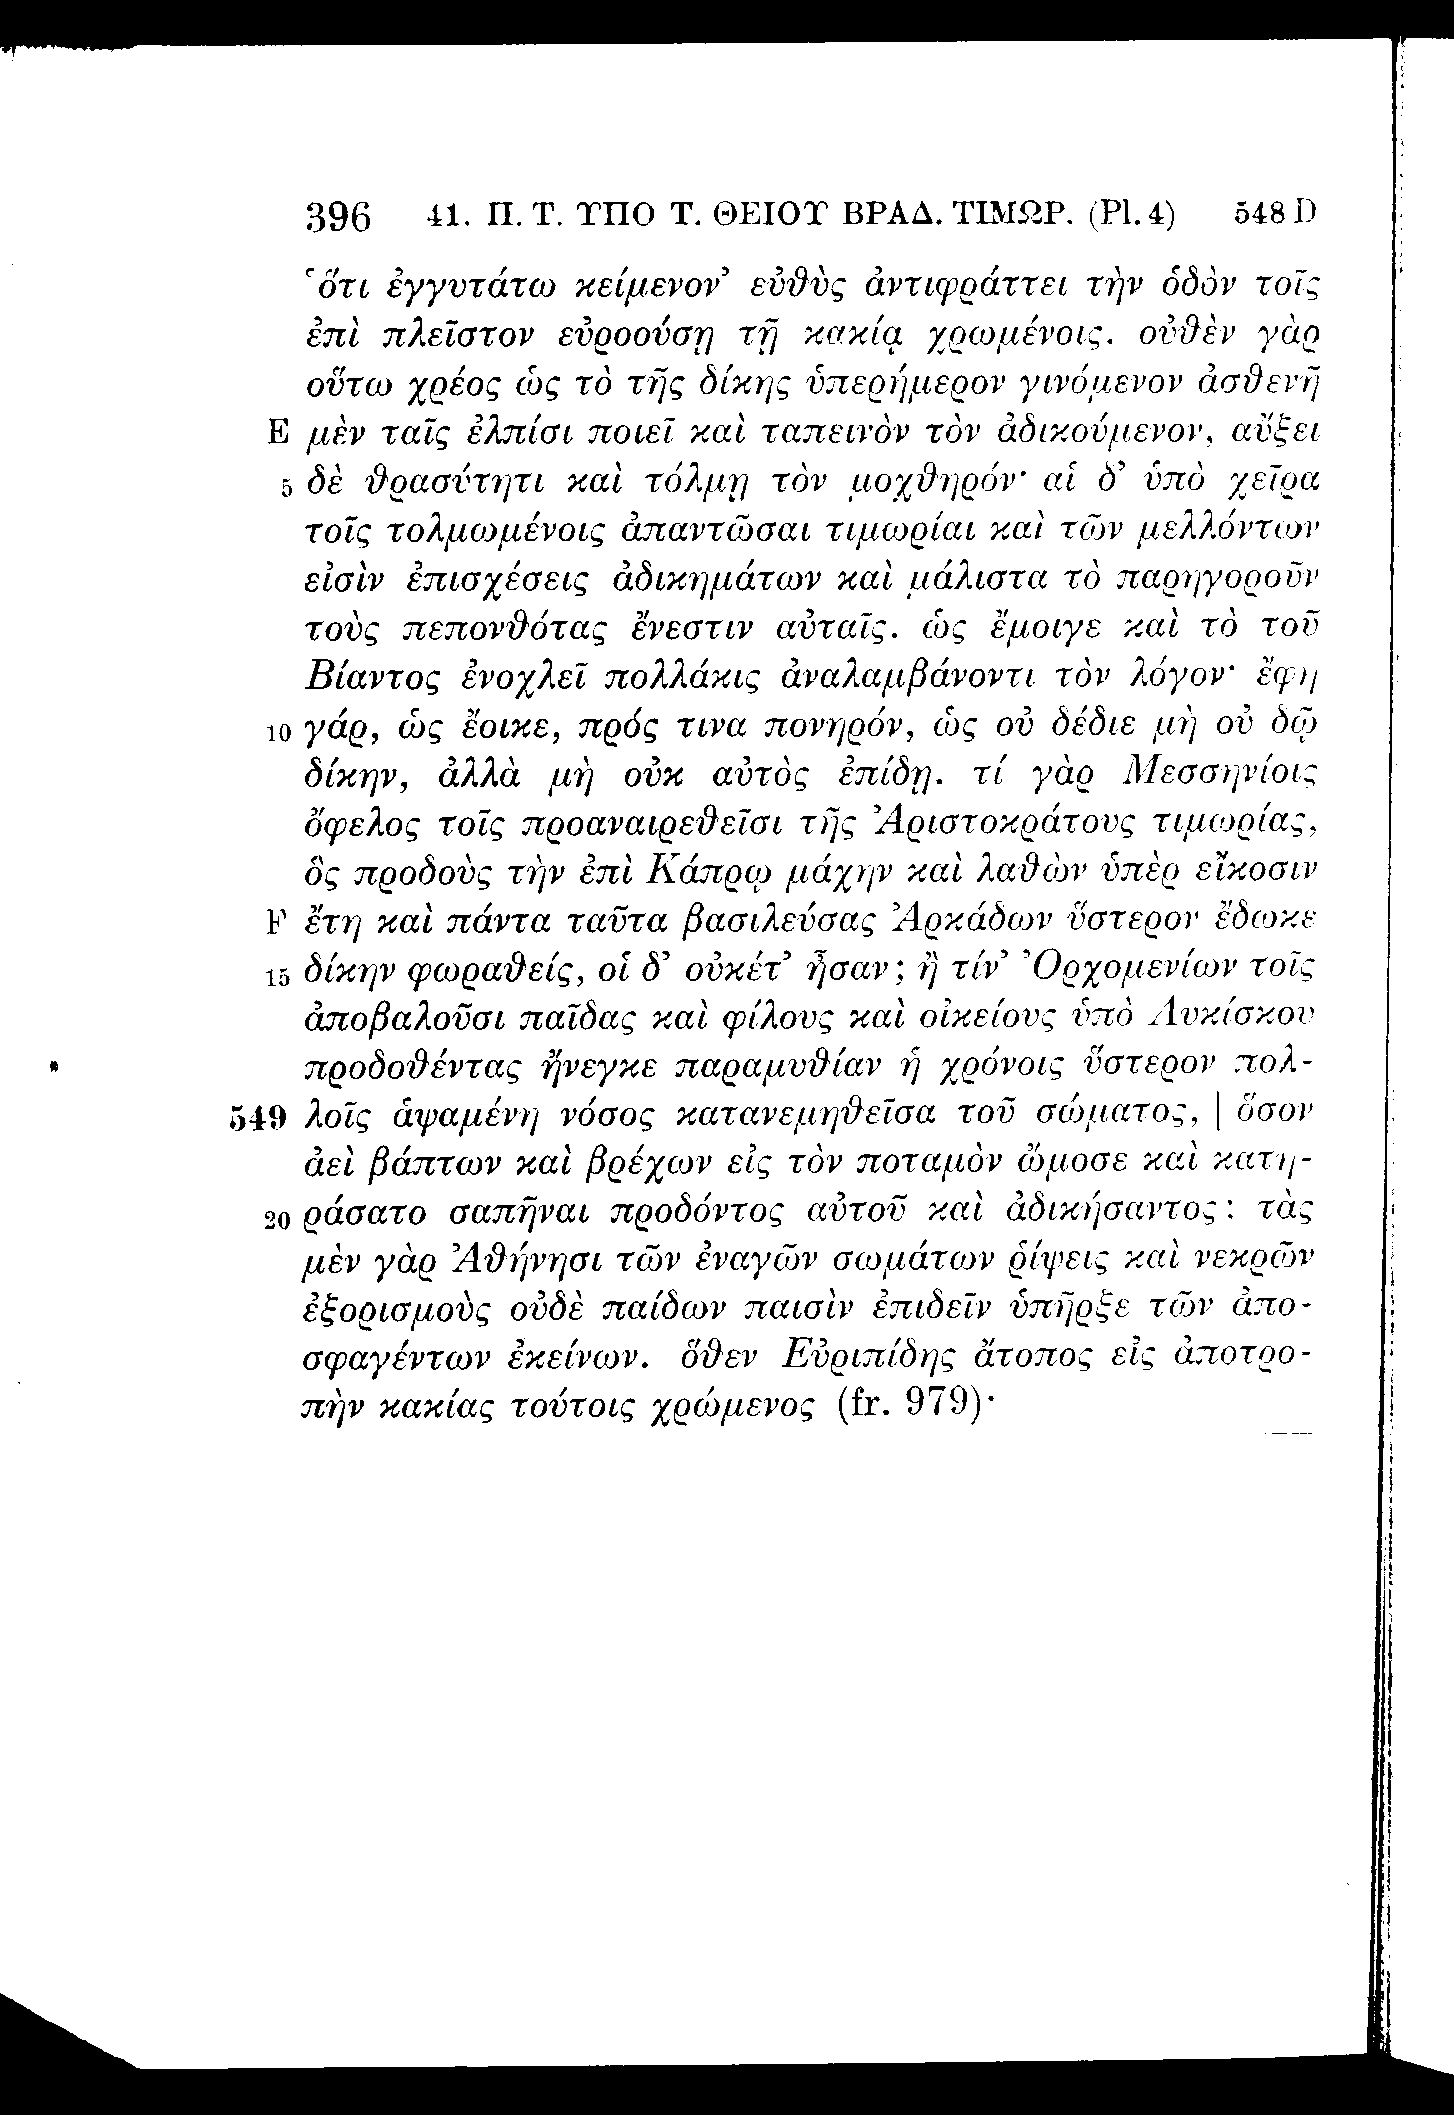 396 41. Π. Τ. ΥΠΟ Τ. ΘΕΙΟΥ ΒΡΑΔ. ΤΙΜΩΡ. (Pl. 4) 548 D
‛ὅτι ἐγγυτάτω κείμενον’ εὐθὺς ἀντιφράττει τὴν ὁδὸν τοῖς
ἐπὶ πλεῖστον εὐροούσῃ τῇ κακίᾳ χρωμένοις. οὐθὲν γὰρ
οὕτω χρέος ὡς τὸ τῆς δίκης ὑπερήμερον γινόμενον ἀσθενῆ
E μὲν ταῖς ἐλπίσι ποιεῖ καὶ ταπεινὸν τὸν ἀδικούμενον, αὔξει
5 δὲ θρασύτητι καὶ τόλμῃ τὸν μοχθηρόν· αἱ δ’ ὑπὸ χεῖρα
τοῖς τολμωμένοις ἀπαντῶσαι τιμωρίαι καὶ τῶν μελλόντων
εἰσὶν ἐπισχέσεις ἀδικημάτων καὶ μάλιστα τὸ παρηγοροῦν
τοὺς πεπονθότας ἔνεστιν αὐταῖς. ὡς ἔμοιγε καὶ τὸ τοῦ
Βίαντος ἐνοχλεῖ πολλάκις ἀναλαμβάνοντι τὸν λόγον· ἔφη
10 γάρ, ὡς ἔοικε, πρός τινα πονηρόν, ὡς οὐ δέδιε μὴ οὐ δῷ
δίκην, ἀλλὰ μὴ οὐκ αὐτὸς ἐπίδῃ. τί γὰρ Μεσσηνίοις
ὄφελος τοῖς προαναιρεθεῖσι τῆς Ἀριστοκράτους τιμωρίας,
ὃς προδοὺς τὴν ἐπὶ Κάπρῳ μάχην καὶ λαθὼν ὑπὲρ εἴκοσιν
F ἔτη καὶ πάντα ταῦτα βασιλεύσας Ἀρκάδων ὕστερον ἔδωκε
15 δίκην φωραθείς, οἱ δ’ οὐκέτ’ ἦσαν; ἢ τίν’ Ὀρχομενίων τοῖς
ἀποβαλοῦσι παῖδας καὶ φίλους καὶ οἰκείους ὑπὸ Λυκίσκου
προδοθέντας ἤνεγκε παραμυθίαν ἡ χρόνοις ὕστερον πολ-
549 λοῖς ἁψαμένη νόσος κατανεμηθεῖσα τοῦ σώματος, | ὅσον
ἀεὶ βάπτων καὶ βρέχων εἰς τὸν ποταμὸν ὤμοσε καὶ κατη-
20 ράσατο σαπῆναι προδόντος αὐτοῦ καὶ ἀδικήσαντος; τὰς
μὲν γὰρ Ἀθήνησι τῶν ἐναγῶν σωμάτων ῥίψεις καὶ νεκρῶν
ἐξορισμοὺς οὐδὲ παίδων παισὶν ἐπιδεῖν ὑπῆρξε τῶν ἀπο-
σφαγέντων ἐκείνων. ὅθεν Εὐριπίδης ἄτοπος εἰς ἀποτρο-
πὴν κακίας τούτοις χρώμενος (fr. 979)·